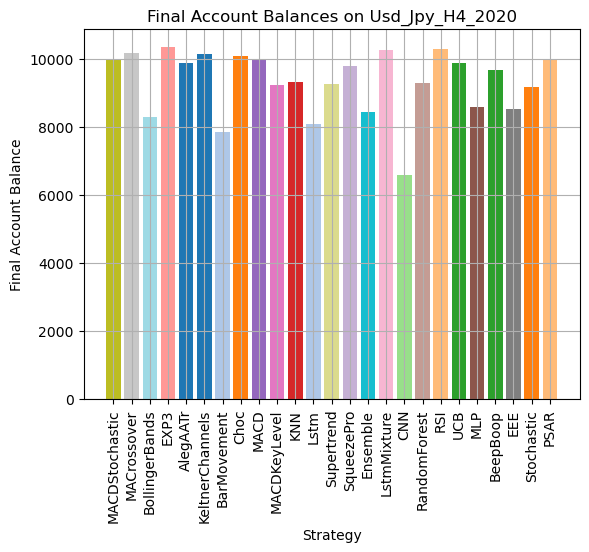 Final Account Balances on Usd_Jpy_H4_2020
Final Account Balance
10000
8000
6000
4000
2000
0
MACDStochastic
MACrossover
BollingerBands
EXP3
AlegAATr
KeltnerChannels
BarMovement
Choc
MACD
MACDKeyLevel
KNN
Lstm
Supertrend
SqueezePro
Ensemble
LstmMixture
CNN
RandomForest
RSI
UCB
MLP
BeepBoop
EEE
Stochastic
PSAR
Strategy